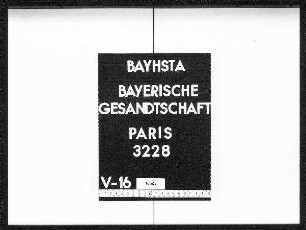 BAYHSTA
BAYERISCHE
GESANDTSCHAFT
PARIS
3228
V-16